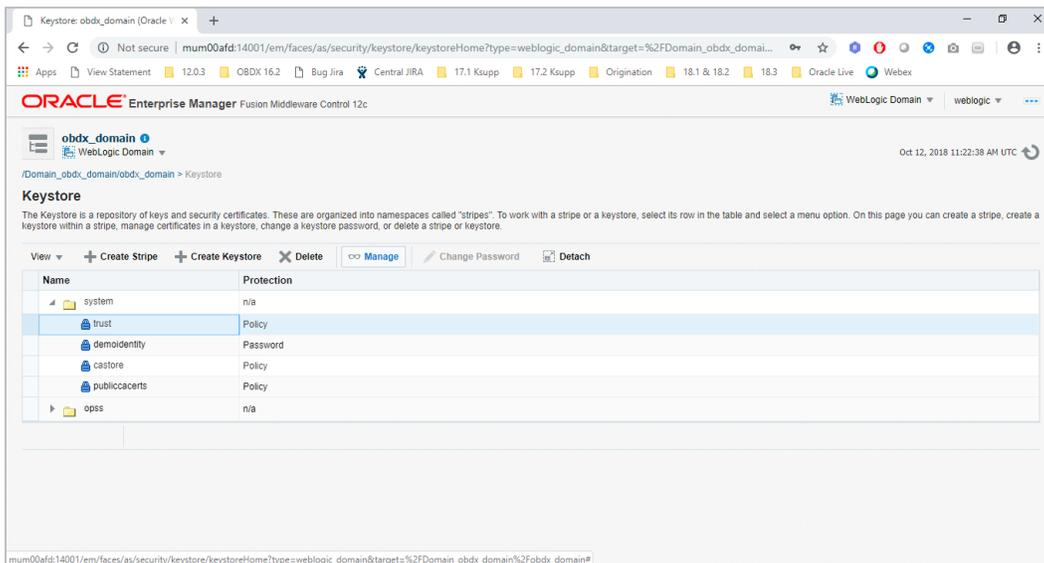 Keystore: obdx_domain (Oracle
Not secure | mum00afd:14001/em/faces/as/security/keystore/keystoreHome?type=weblogic_domain&target=%2FDomain_obdx_domai...
Apps View Statement 12.0.3 OBDX 16.2 Bug Jira Central JIRA 17.1 Ksupp 17.2 Ksupp Origination 18.1 & 18.2 18.3 Oracle Live Webex
ORACLE Enterprise Manager Fusion Middleware Control 12c WebLogic Domain weblogic
obdx_domain
WebLogic Domain
Oct 12, 2018 11:22:38 AM UTC
/Domain_obdx_domain/obdx_domain > Keystore
Keystore
The Keystore is a repository of keys and security certificates. These are organized into namespaces called "stripes". To work with a stripe or a keystore, select its row in the table and select a menu option. On this page you can create a stripe, create a
keystore within a stripe, manage certificates in a keystore, change a keystore password, or delete a stripe or keystore.
View Create Stripe Create Keystore Delete Manage Change Password Detach
Name Protection
system n/a
trust Policy
demoidentity Password
castore Policy
publiccacerts Policy
opss n/a
mum00afd:14001/em/faces/as/security/keystore/keystoreHome?type=weblogic_domain&target=%2FDomain_obdx_domain%2Fobdx_domain#